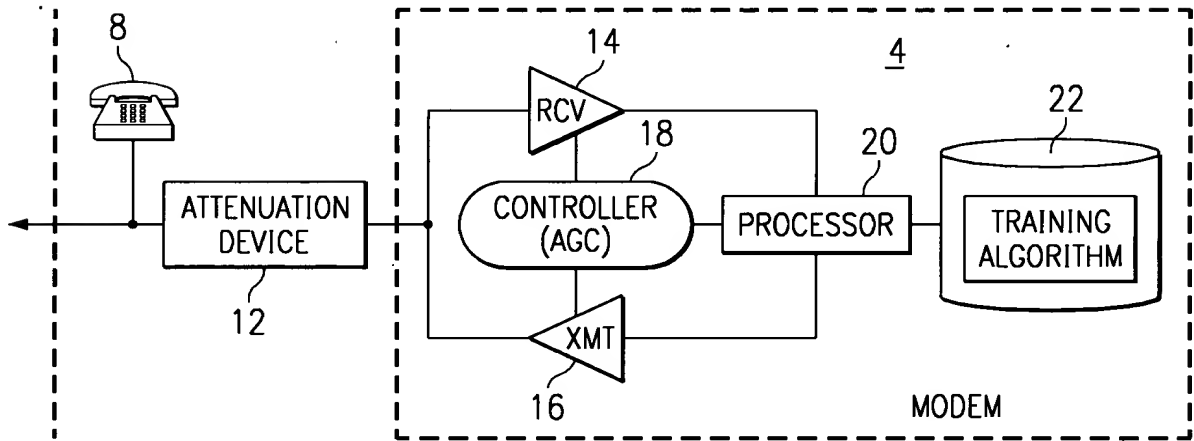 8
14
4
RCV
18
20
22
ATTENUATION
DEVICE
CONTROLLER
(AGC)
PROCESSOR
TRAINING
ALGORITHM
12
XMT
16
MODEM